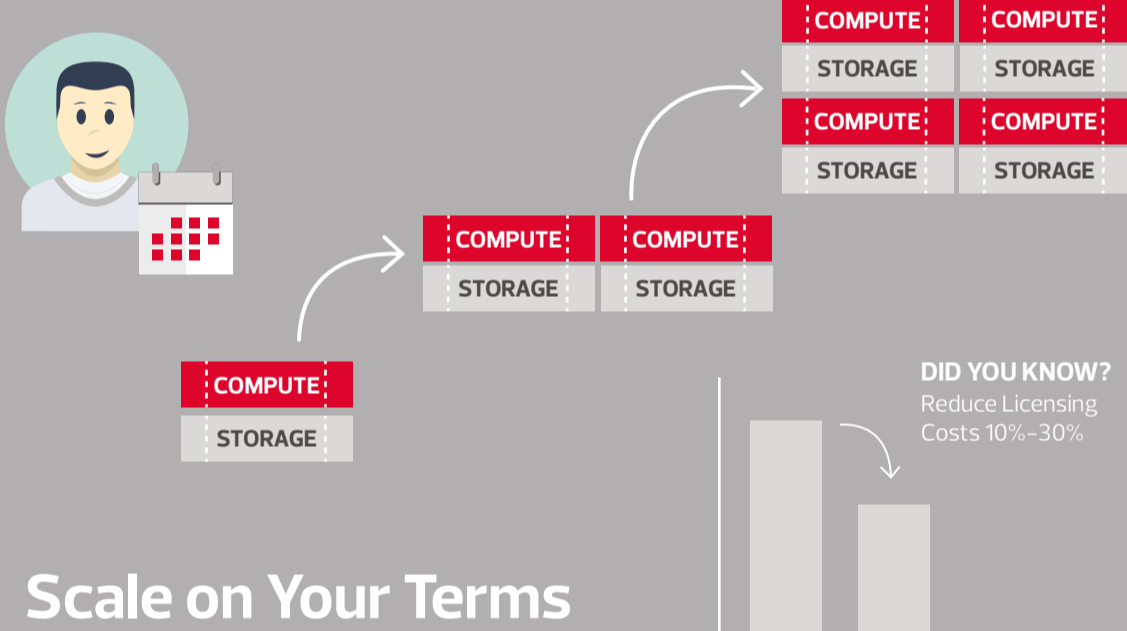 COMPUTE COMPUTE
STORAGE STORAGE
COMPUTE COMPUTE
STORAGE STORAGE
COMPUTE COMPUTE
STORAGE STORAGE
COMPUTE
STORAGE
DID YOU KNOW?
Reduce Licensing
Costs 10%–30%
Scale on Your Terms